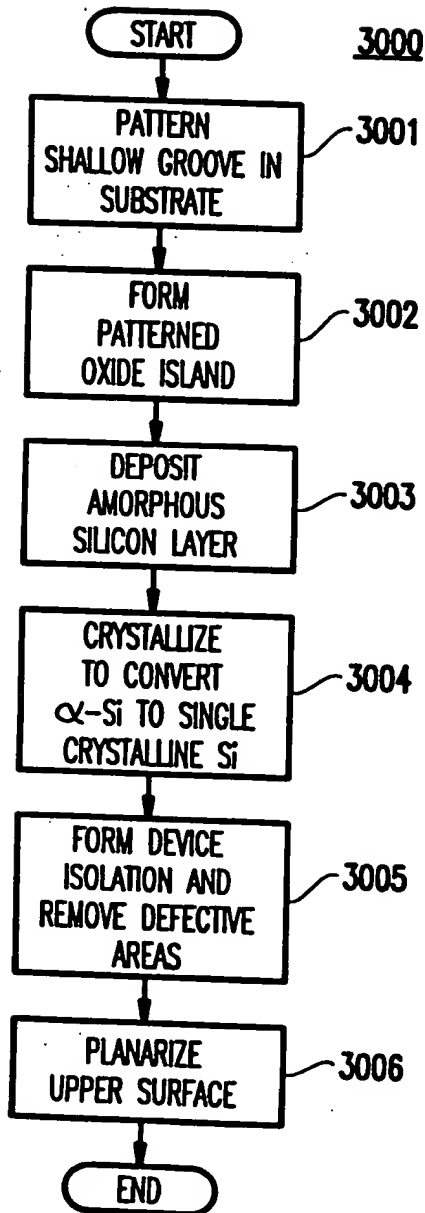 START
3000
PATTERN
SHALLOW GROOVE IN
SUBSTRATE
3001
FORM
PATTERNED
OXIDE ISLAND
3002
DEPOSIT
AMORPHOUS
SILICON LAYER
3003
CRYSTALLIZE
TO CONVERT
α-Si TO SINGLE
CRYSTALLINE Si
3004
FORM DEVICE
ISOLATION AND
REMOVE DEFECTIVE
AREAS
3005
PLANARIZE
UPPER SURFACE
3006
END